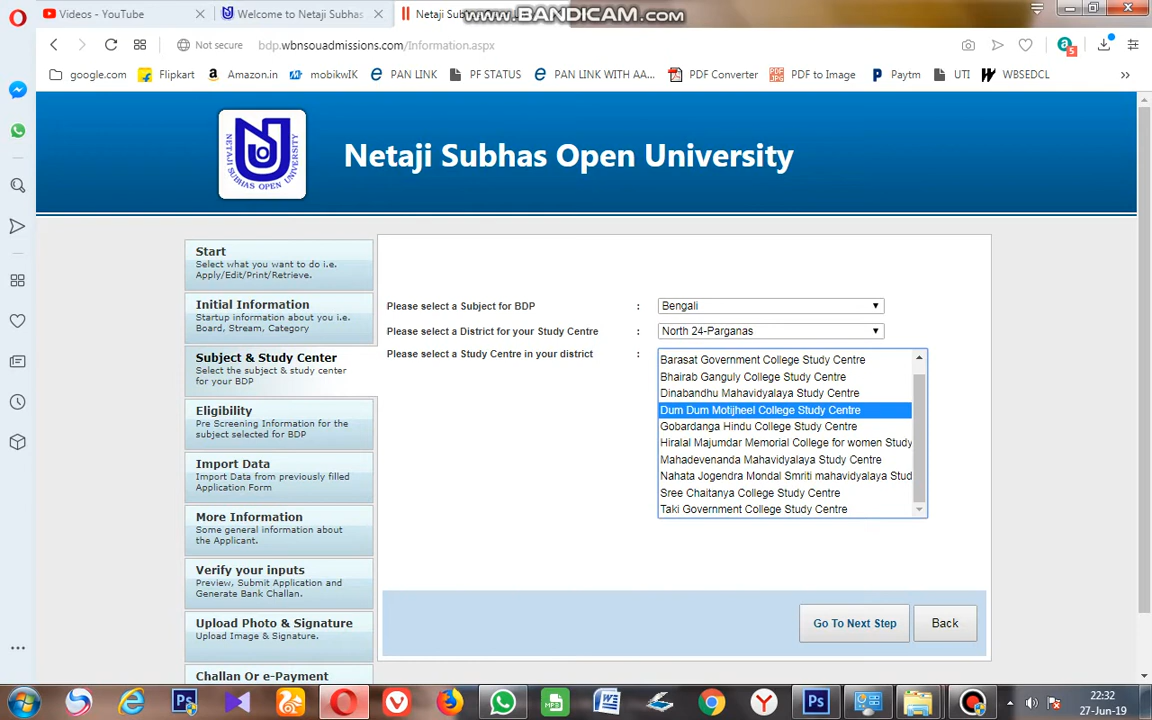 www.BANDICAM.com
Videos - YouTube
Welcome to Netaji Subhas
Netaji Su
Not secure
bdp.wbnsouadmissions.com/Information.aspx
5
google.com
Flipkart
Amazon.in
mobikwIK
PAN LINK
PF STATUS
PAN LINK WITH AA...
PDF Converter
PDF to Image
Paytm
UTI
WBSEDCL
NETAJI SUBHAS OPEN UNIVERSITY
Netaji Subhas Open University
Start
Select what you want to do i.e.
Apply/Edit/Print/Retrieve.
Initial Information
Startup information about you i.e.
Board, Stream, Category
Subject & Study Center
Select the subject & study center
for your BDP
Eligibility
Pre Screening Information for the
subject selected for BDP
Import Data
Import Data from previously filled
Application Form
More Information
Some general information about
the Applicant.
Verify your inputs
Preview, Submit Application and
Generate Bank Challan.
Upload Photo & Signature
Upload Image & Signature.
Challan Or e-Payment
Please select a Subject for BDP : Bengali
Please select a District for your Study Centre : North 24-Parganas
Please select a Study Centre in your district :
Barasat Government College Study Centre
Bhairab Ganguly College Study Centre
Dinabandhu Mahavidyalaya Study Centre
Dum Dum Motijheel College Study Centre
Gobardanga Hindu College Study Centre
Hiralal Majumdar Memorial College for women Study
Mahadevenanda Mahavidyalaya Study Centre
Nahata Jogendra Mondal Smriti mahavidyalaya Stud
Sree Chaitanya College Study Centre
Taki Government College Study Centre
Go To Next Step
Back
22:32
27-Jun-19